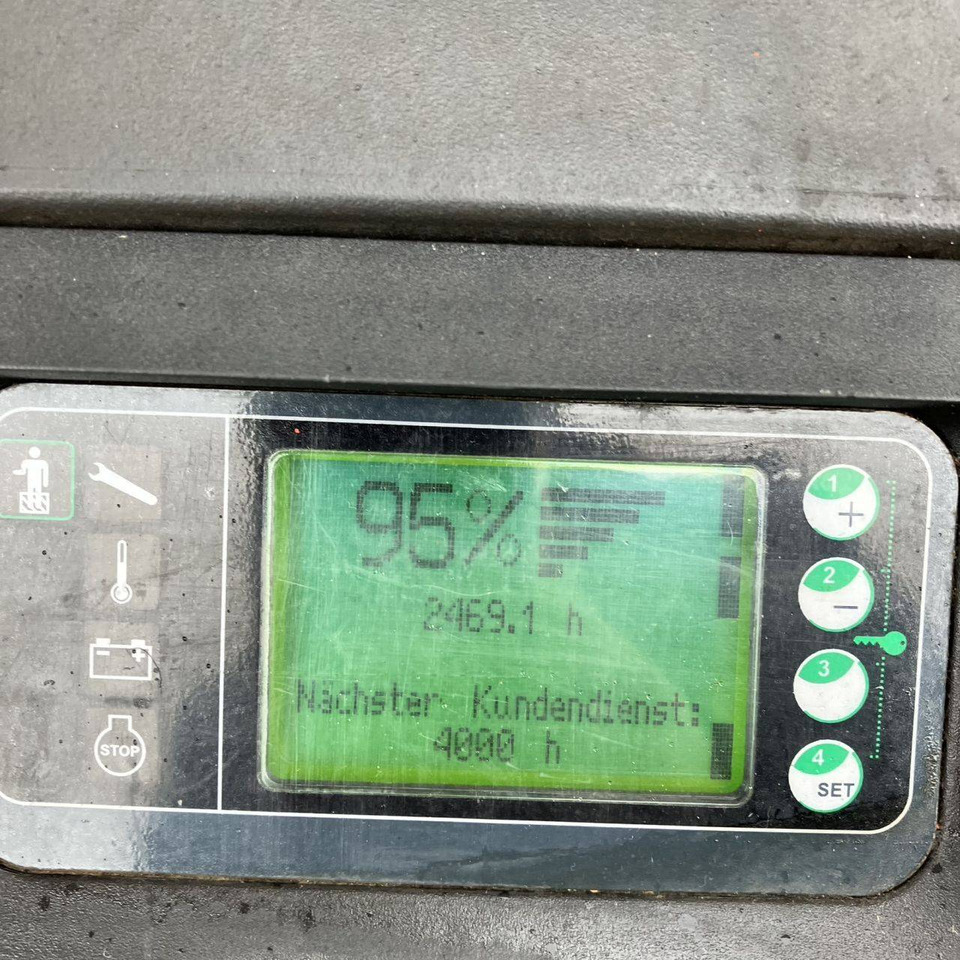 95%
2469.1 h
Nächster Kundendienst:
4000 h
STOP
1
+
2
−
3
4
SET